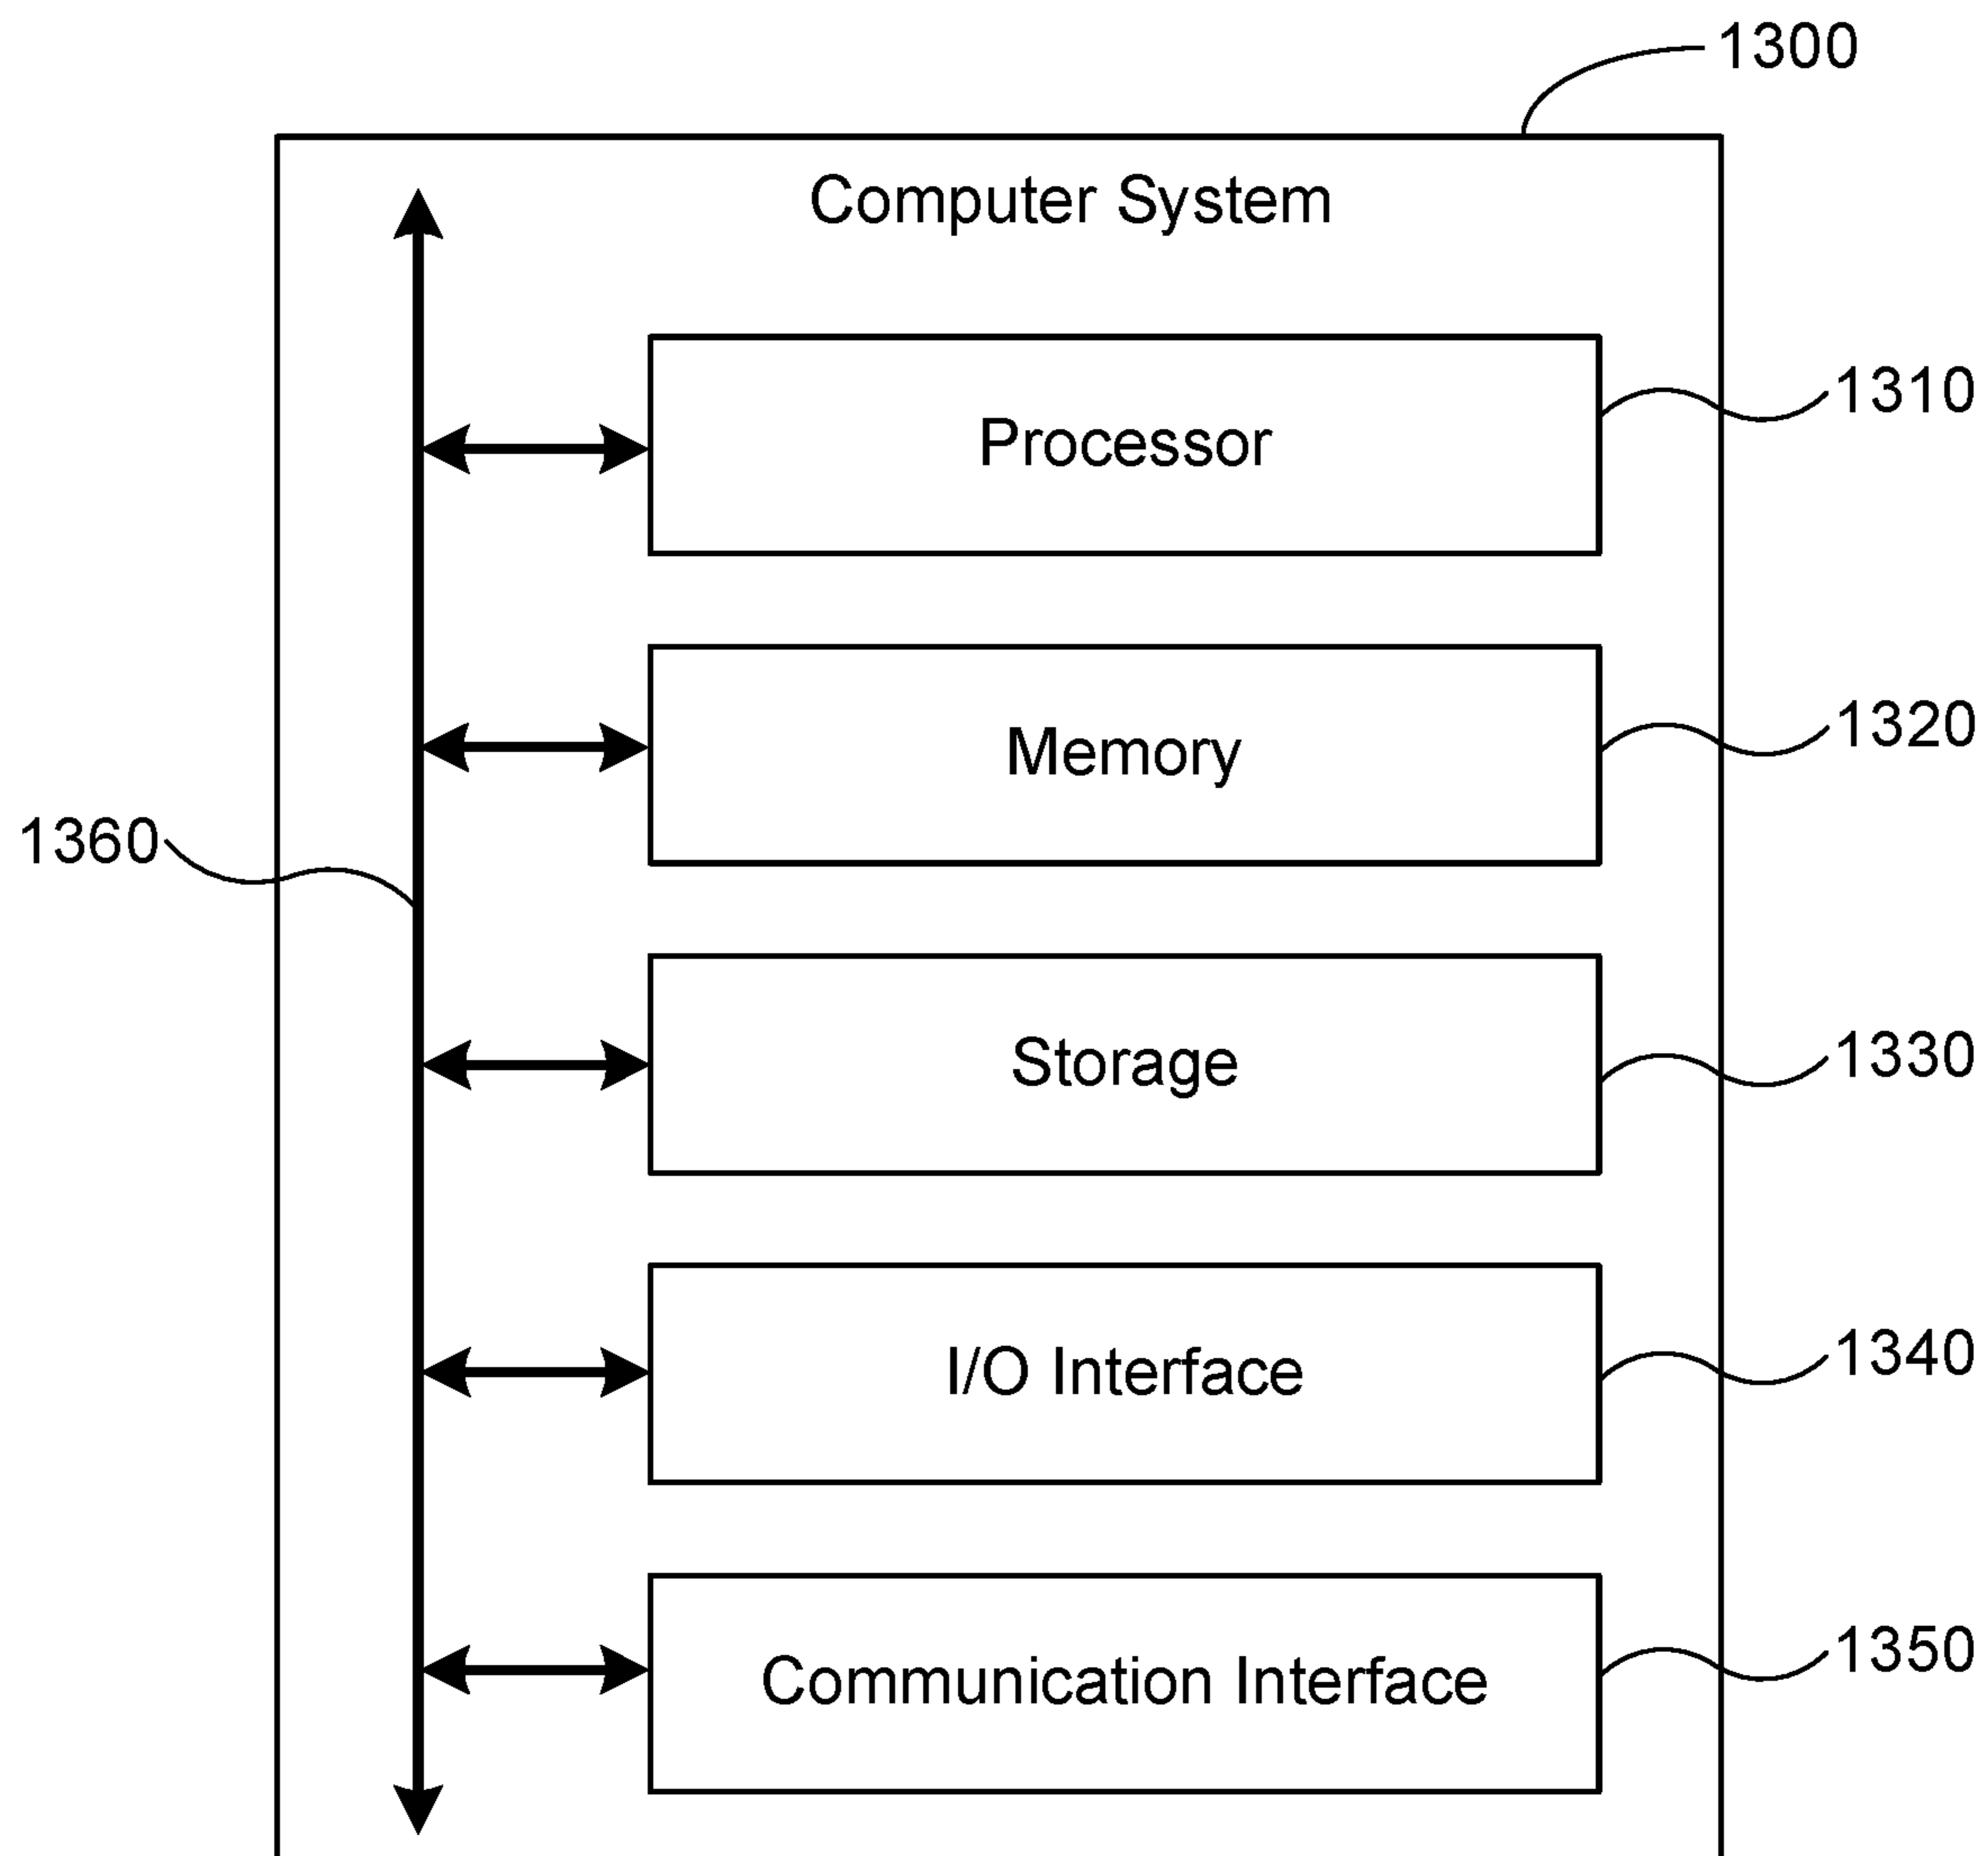 1300
Computer System
Processor
1310
Memory
1320
1360
Storage
1330
I/O Interface
1340
Communication Interface
1350